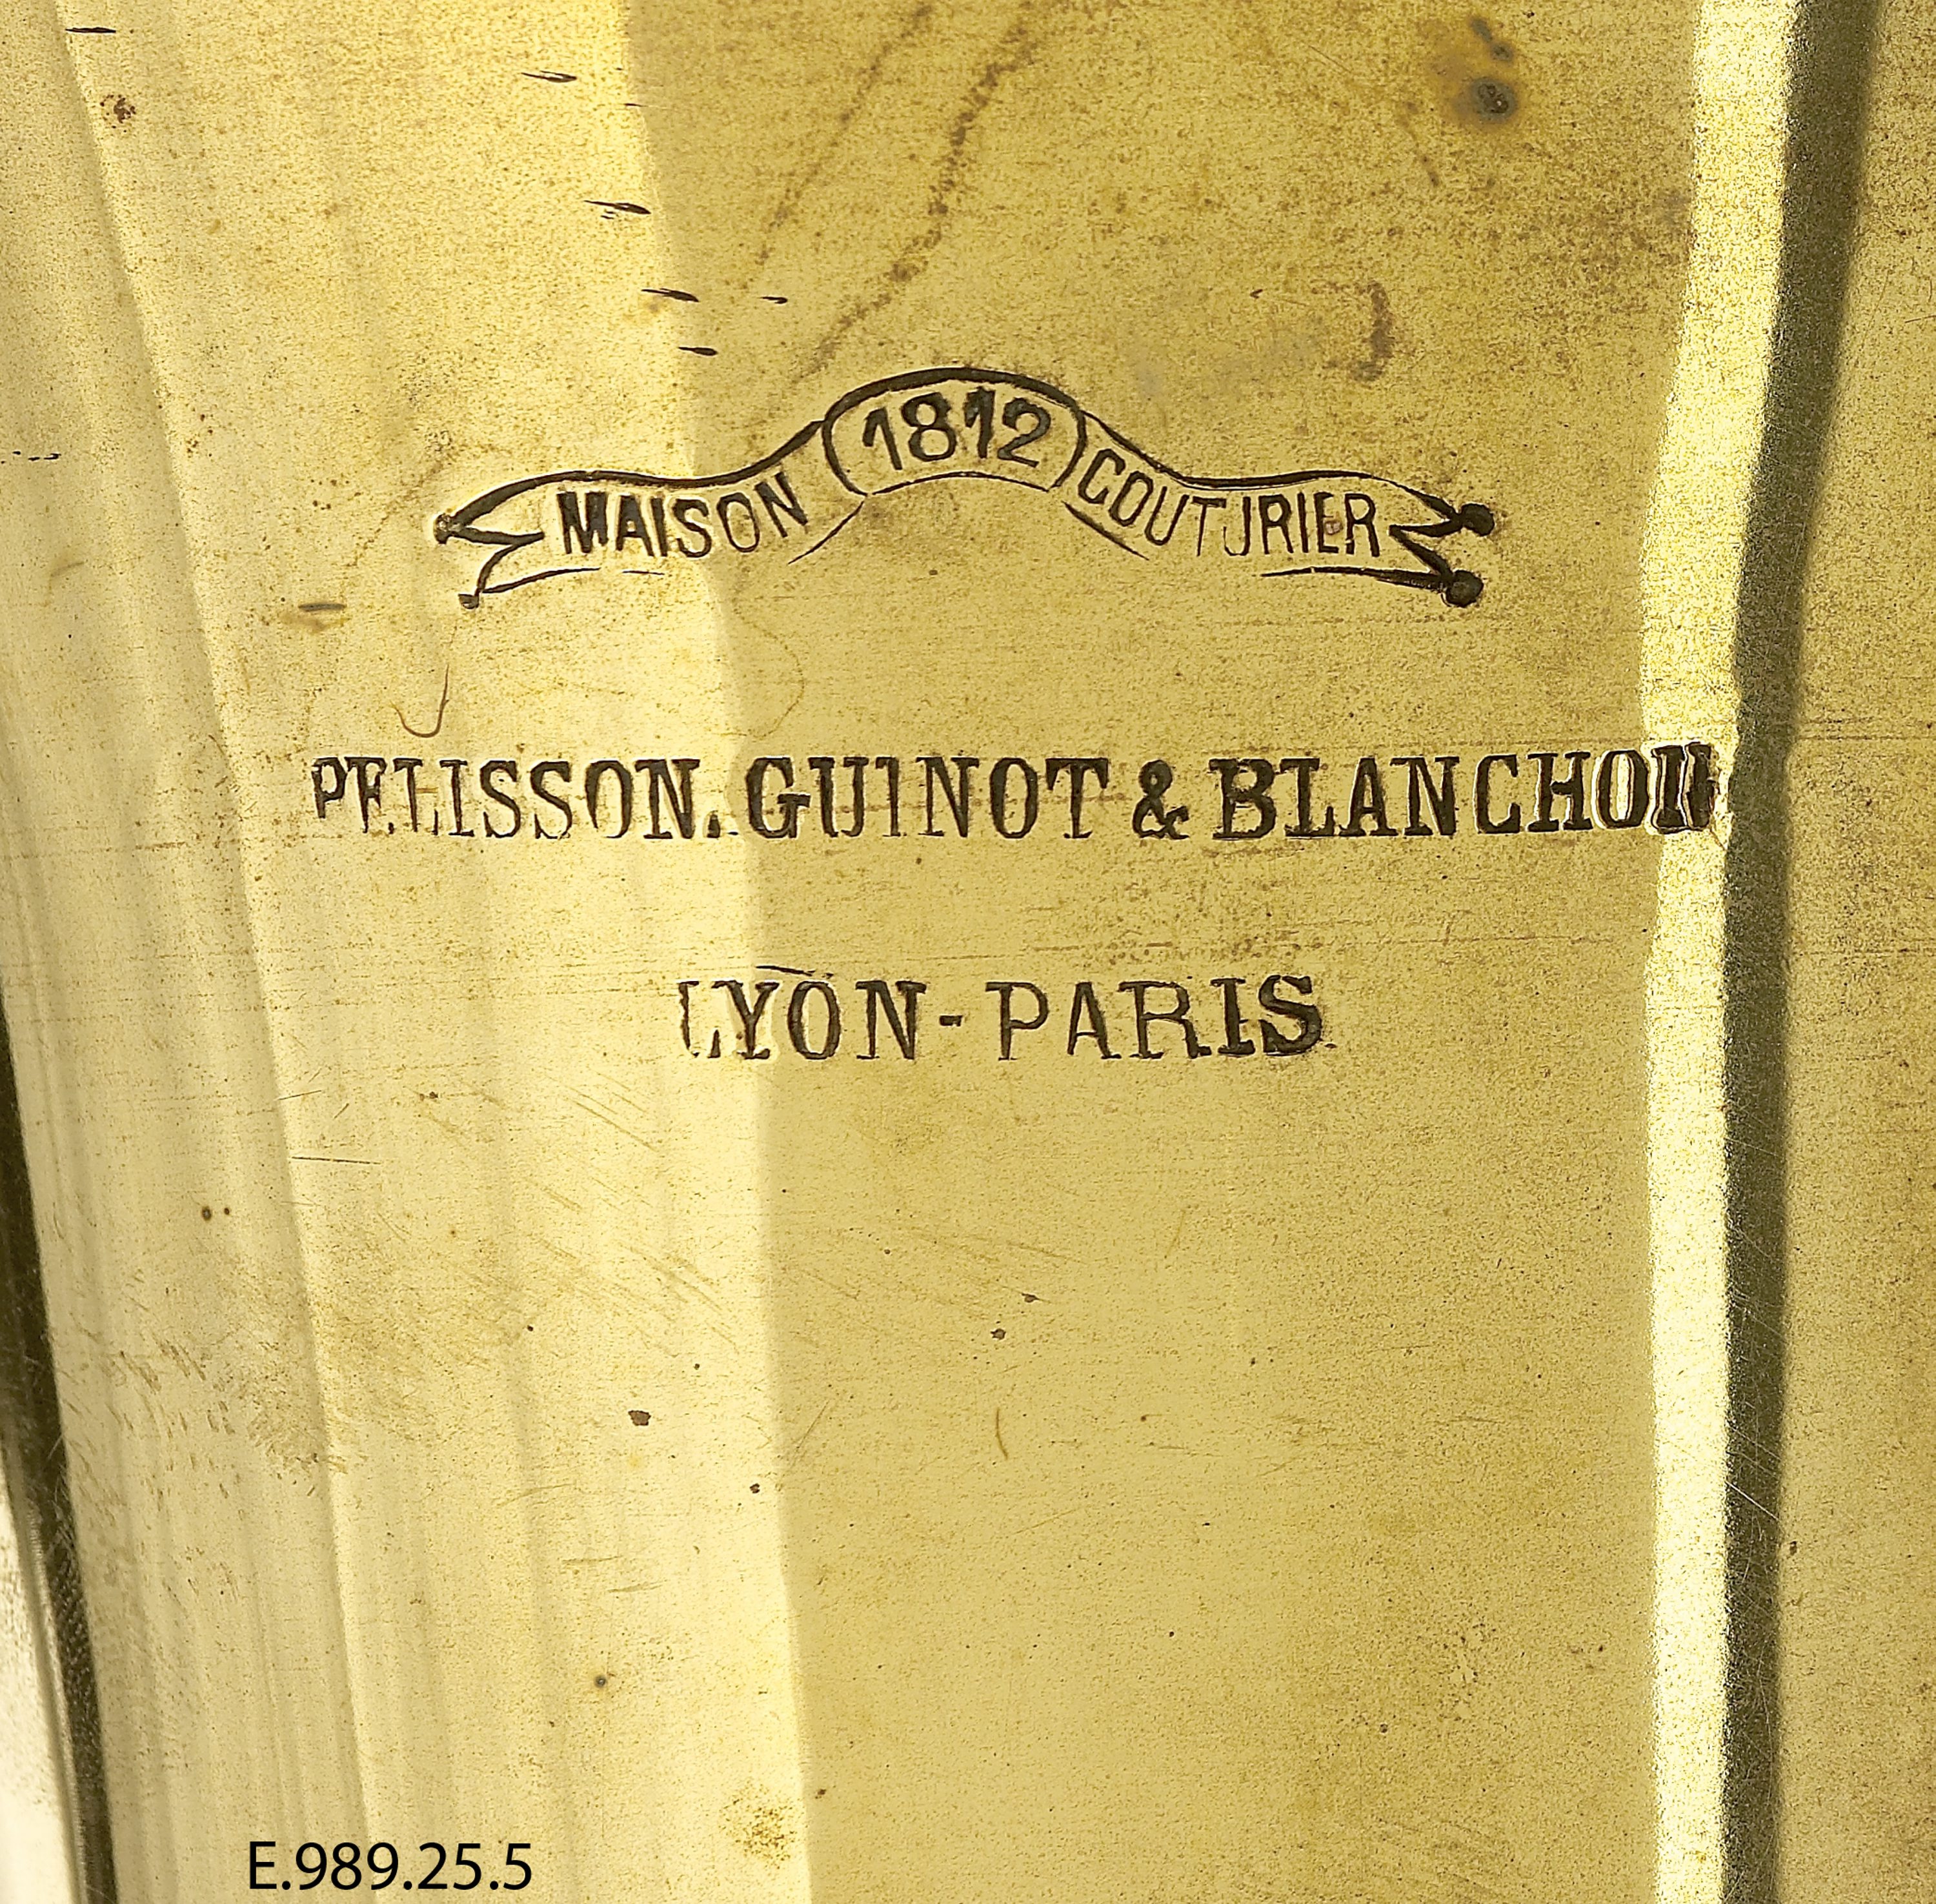 MAISON 1812 COUTURIER
PELISSON. GUINOT & BLANCHON
LYON - PARIS
E.989.25.5